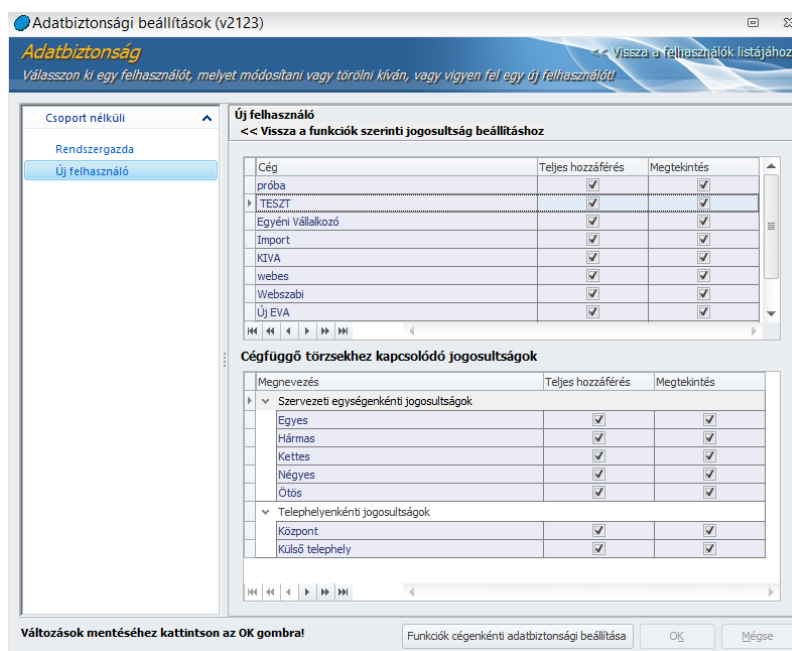 Adatbiztonsági beállítások (v2123)
Adatbiztonság
<< Vissza a felhasználók listájához
Válasszon ki egy felhasználót, melyet módosítani vagy törölni kíván, vagy vigyen fel egy új felhasználót!
Csoport nélküli
Rendszergazda
Új felhasználó
Új felhasználó
<< Vissza a funkciók szerinti jogosultság beállításhoz
Cég Teljes hozzáférés Megtekintés
próba
TESZT
Egyéni Vállalkozó
Import
KIVA
webes
Webszabi
Új EVA
Cégfüggő törzsekhez kapcsolódó jogosultságok
Megnevezés Teljes hozzáférés Megtekintés
Szervezeti egységenkénti jogosultságok
Egyes
Hármas
Kettes
Négyes
Ötös
Telephelyenkénti jogosultságok
Központ
Külső telephely
Változások mentéséhez kattintson az OK gombra!
Funkciók cégenkénti adatbiztonsági beállítása
OK
Mégse